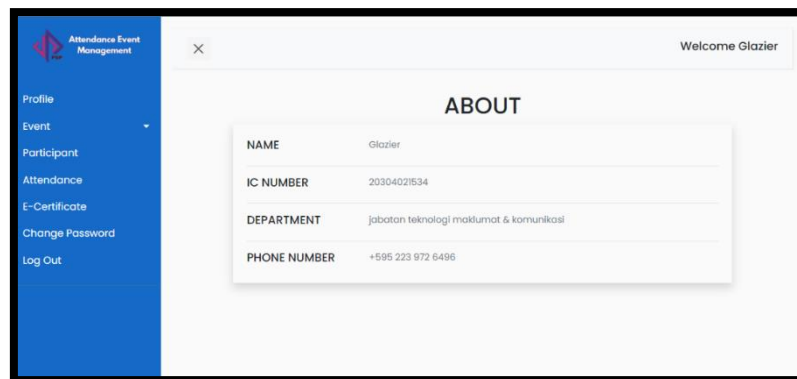 Attendance Event
Management
Welcome Glazier
Profile
Event
Participant
Attendance
E-Certificate
Change Password
Log Out
ABOUT
NAME Glazier
IC NUMBER 20304021534
DEPARTMENT jabatan teknologi maklumat & komunikasi
PHONE NUMBER +595 223 972 6496